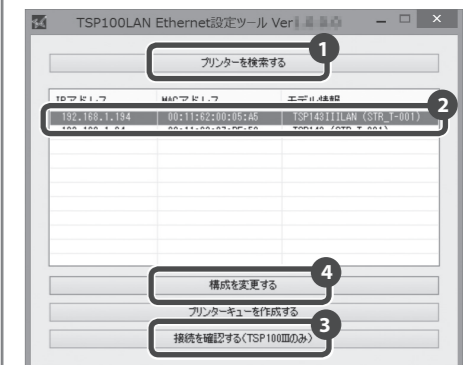 TSP100LAN Ethernet設定ツール Ver
1
プリンターを検索する
IPアドレス MACアドレス モデル情報
2
192.168.1.194 00:11:62:00:05:A5 TSP143IIILAN (STR_T-001)
4
構成を変更する
プリンターキューを作成する
3
接続を確認する(TSP100Ⅲのみ)